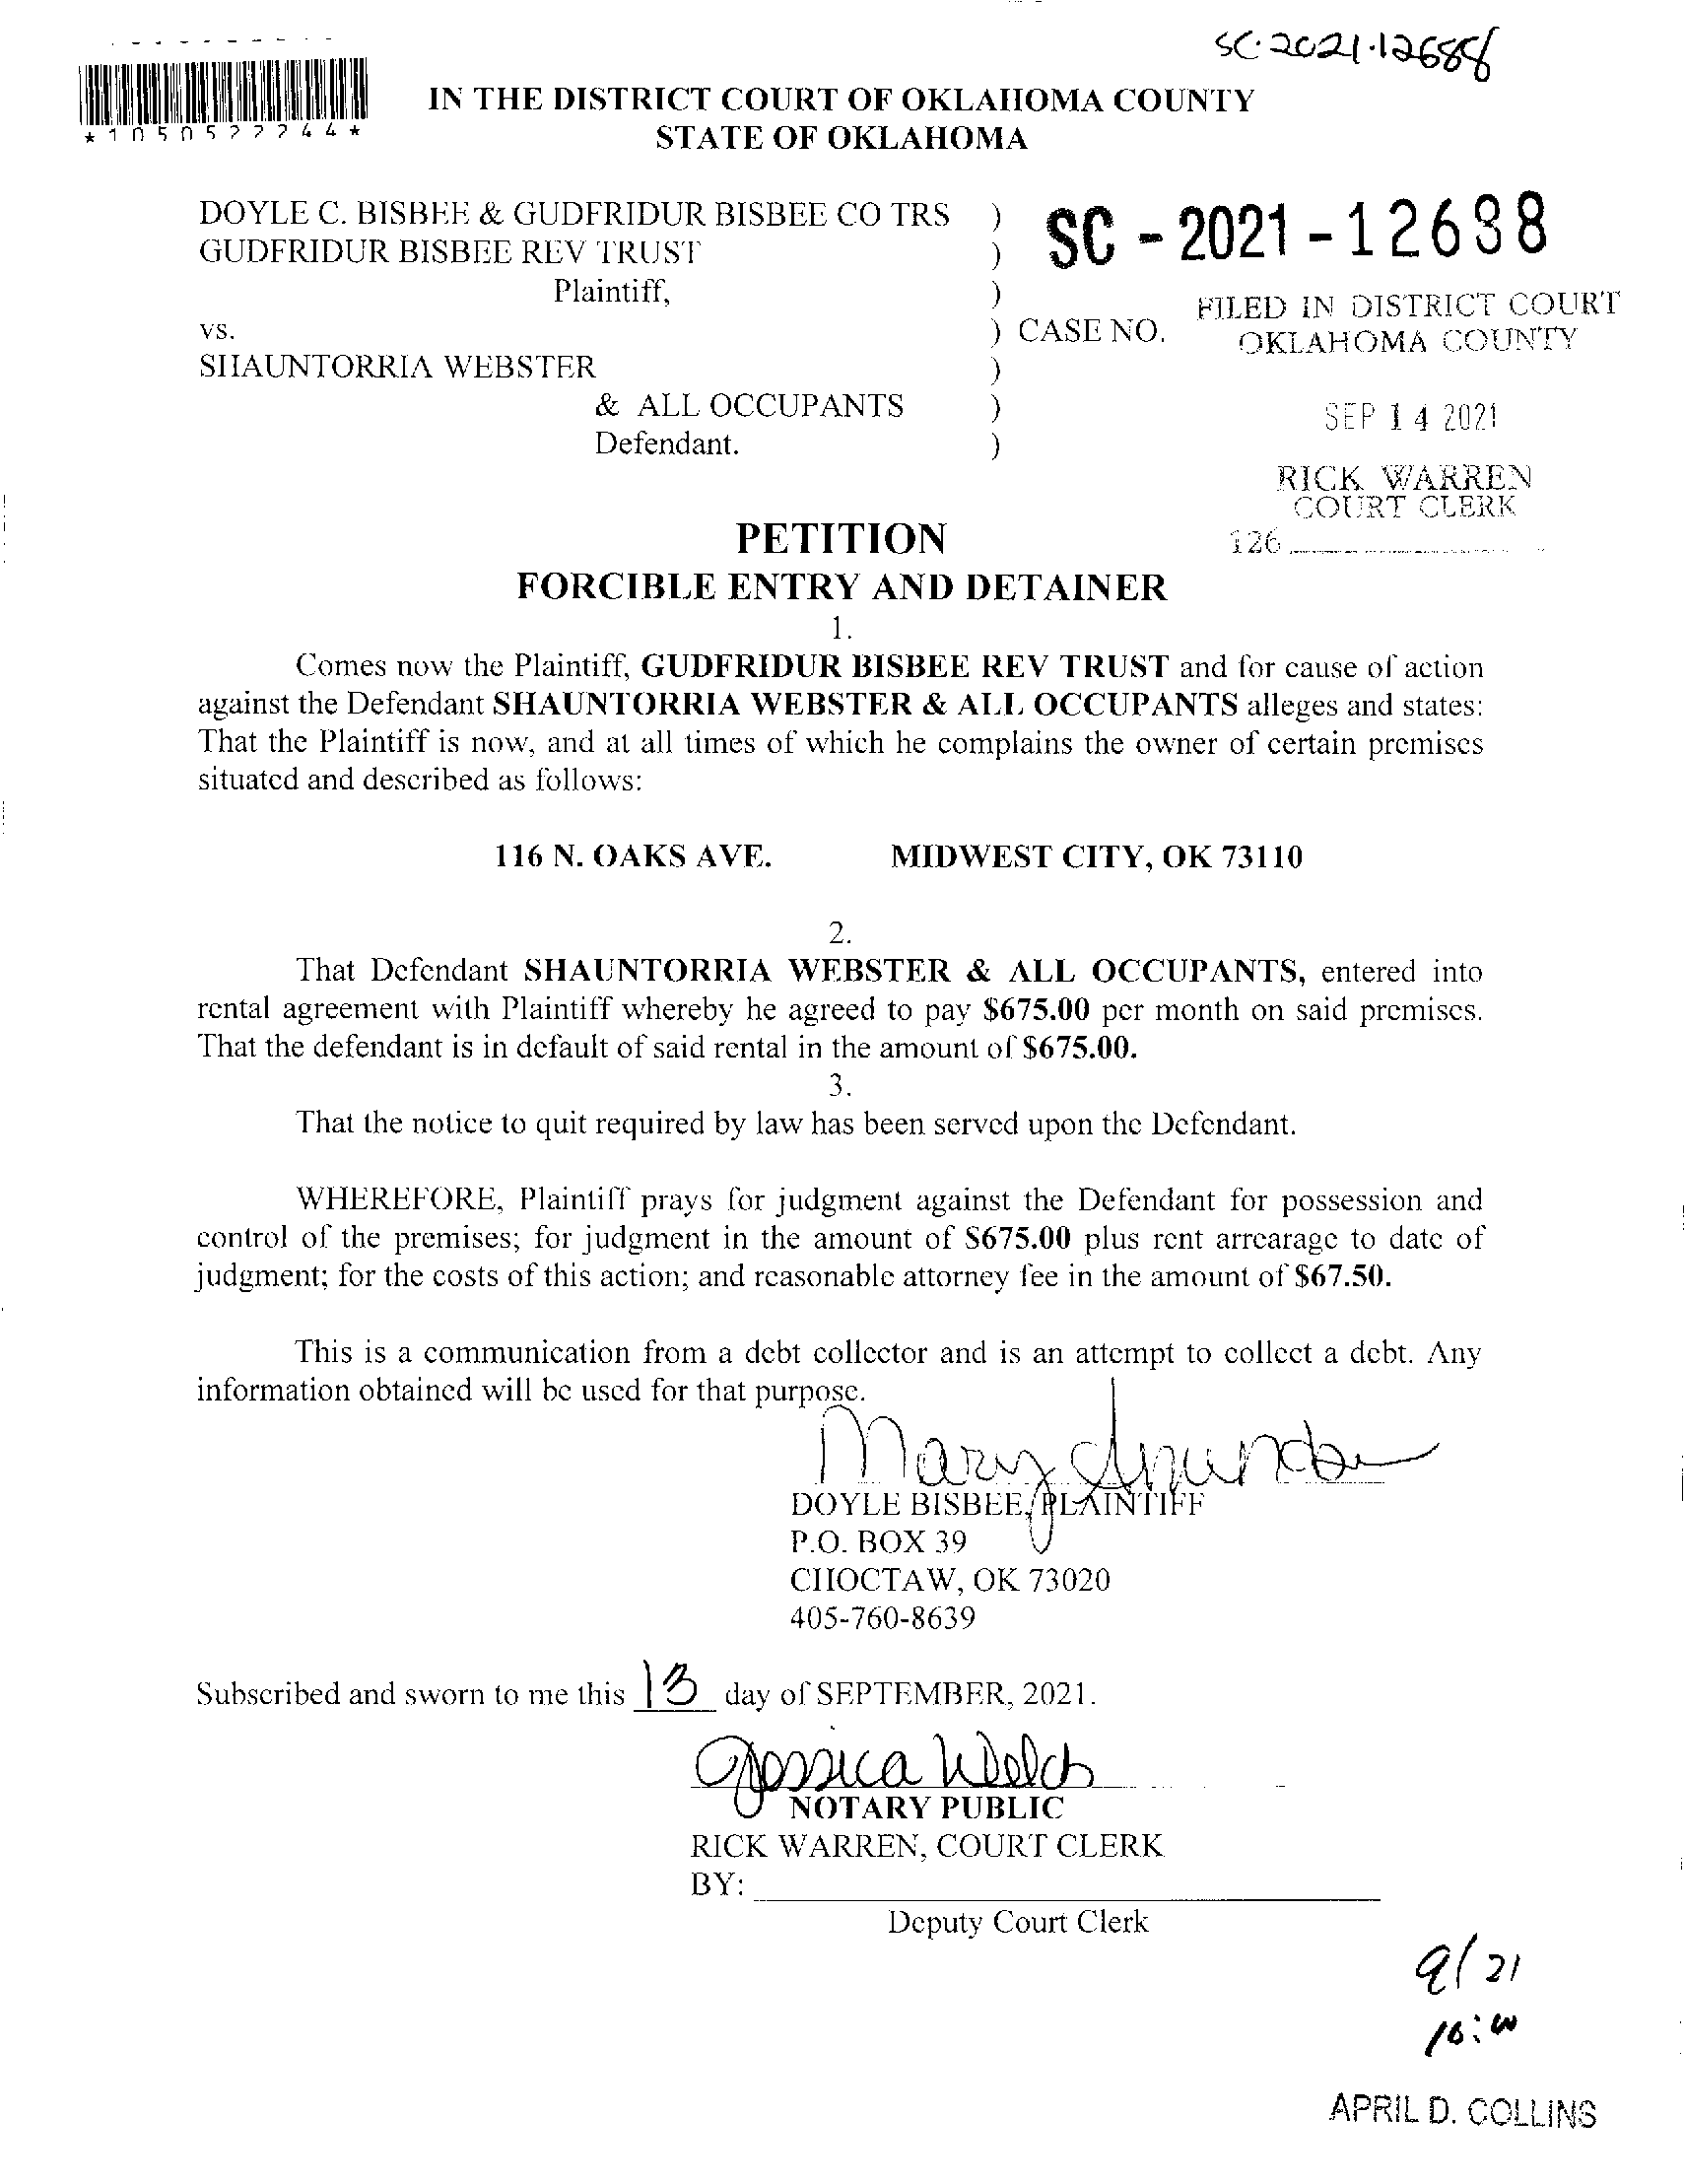 SC-2021-12688
*1050522244*
IN THE DISTRICT COURT OF OKLAHOMA COUNTY
STATE OF OKLAHOMA
DOYLE C. BISBEE & GUDFRIDUR BISBEE CO TRS )
GUDFRIDUR BISBEE REV TRUST )
Plaintiff, )
vs. ) CASE NO.
SHAUNTORRIA WEBSTER )
& ALL OCCUPANTS )
Defendant. )
SC - 2021 - 12688
FILED IN DISTRICT COURT
OKLAHOMA COUNTY
SEP 14 2021
RICK WARREN
COURT CLERK
126
PETITION
FORCIBLE ENTRY AND DETAINER
1.
Comes now the Plaintiff, GUDFRIDUR BISBEE REV TRUST and for cause of action
against the Defendant SHAUNTORRIA WEBSTER & ALL OCCUPANTS alleges and states:
That the Plaintiff is now, and at all times of which he complains the owner of certain premises
situated and described as follows:
116 N. OAKS AVE. MIDWEST CITY, OK 73110
2.
That Defendant SHAUNTORRIA WEBSTER & ALL OCCUPANTS, entered into
rental agreement with Plaintiff whereby he agreed to pay $675.00 per month on said premises.
That the defendant is in default of said rental in the amount of $675.00.
3.
That the notice to quit required by law has been served upon the Defendant.
WHEREFORE, Plaintiff prays for judgment against the Defendant for possession and
control of the premises; for judgment in the amount of $675.00 plus rent arrearage to date of
judgment; for the costs of this action; and reasonable attorney fee in the amount of $67.50.
This is a communication from a debt collector and is an attempt to collect a debt. Any
information obtained will be used for that purpose.
Mary
DOYLE BISBEE, PLAINTIFF
P.O. BOX 39
CHOCTAW, OK 73020
405-760-8639
Subscribed and sworn to me this 13 day of SEPTEMBER, 2021.
Jessica Welch
NOTARY PUBLIC
RICK WARREN, COURT CLERK
BY:
Deputy Court Clerk
9/21
10:00
APRIL D. COLLINS